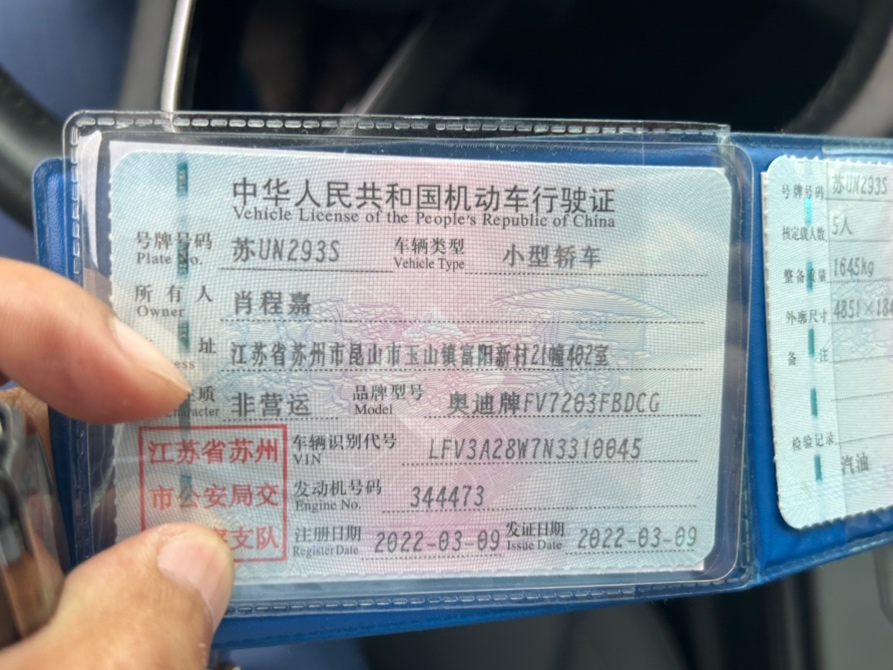 中华人民共和国机动车行驶证
Vehicle License of the People's Republic of China
号牌号码 苏UN293S 车辆类型 小型轿车
Plate No. Vehicle Type
所有人 肖程嘉
Owner
址 江苏省苏州市昆山市玉山镇富阳新村21幢402室
质 非营运 品牌型号 奥迪牌FV7203FBDCG
Character Model
江苏省苏州
市公安局交
支队
车辆识别代号 LFV3A28W7N3310045
VIN
发动机号码 344473
Engine No.
注册日期 2022-03-09 发证日期 2022-03-09
Register Date Issue Date
号牌号码 苏UN293S
核定载人数 5人
整备质量 1645kg
外廓尺寸 4851×184
备注
检验记录
汽油